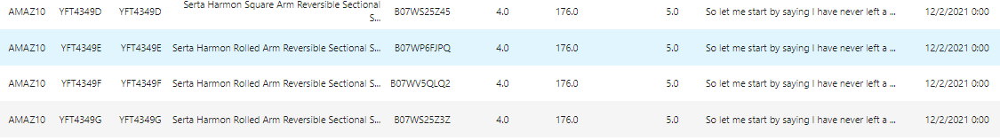 AMAZ10 YFT4349D YFT4349D Serta Harmon Square Arm Reversible Sectional S... B07WS25Z45 4.0 176.0 5.0 So let me start by saying I have never left a ... 12/2/2021 0:00
AMAZ10 YFT4349E YFT4349E Serta Harmon Rolled Arm Reversible Sectional S... B07WP6FJPQ 4.0 176.0 5.0 So let me start by saying I have never left a ... 12/2/2021 0:00
AMAZ10 YFT4349F YFT4349F Serta Harmon Rolled Arm Reversible Sectional S... B07WV5QLQ2 4.0 176.0 5.0 So let me start by saying I have never left a ... 12/2/2021 0:00
AMAZ10 YFT4349G YFT4349G Serta Harmon Rolled Arm Reversible Sectional S... B07WS25Z3Z 4.0 176.0 5.0 So let me start by saying I have never left a ... 12/2/2021 0:00